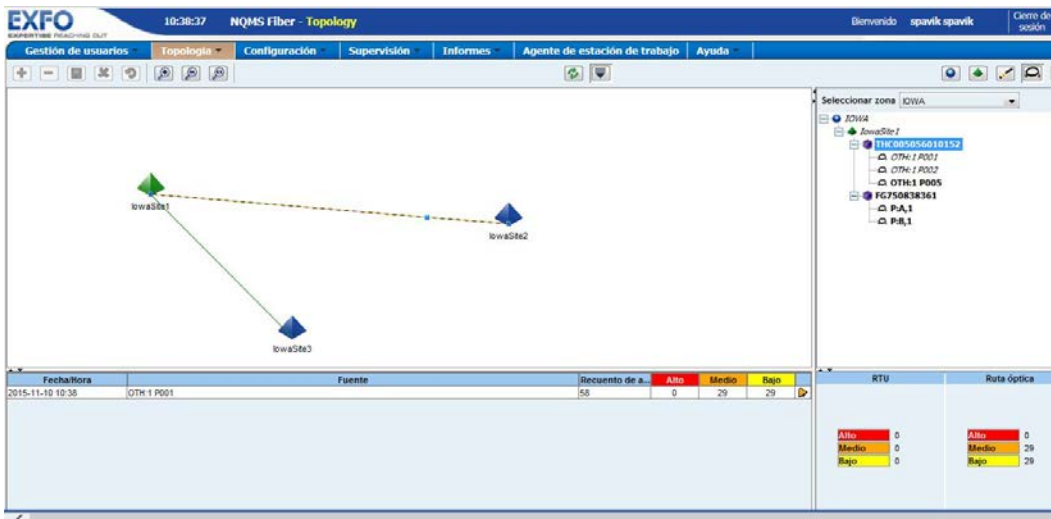 EXFO
EXPERTISE REACHING OUT
10:38:37 NQMS Fiber - Topology
Bienvenido spavik spavik
Cierre de sesión
Gestión de usuarios Topología Configuración Supervisión Informes Agente de estación de trabajo Ayuda
Seleccionar zona IOWA
IOWA
IowaSite1
THC005056010152
OTH:1 P001
OTH:1 P002
OTH:1 P005
FG750838361
P:A,1
P:B,1
IowaSite1
IowaSite2
IowaSite3
Fecha/Hora Fuente Recuento de a... Alto Medio Bajo
2015-11-10 10:38 OTH:1 P001 58 0 29 29
RTU Ruta óptica
Alto 0 Alto 0
Medio 0 Medio 29
Bajo 0 Bajo 29